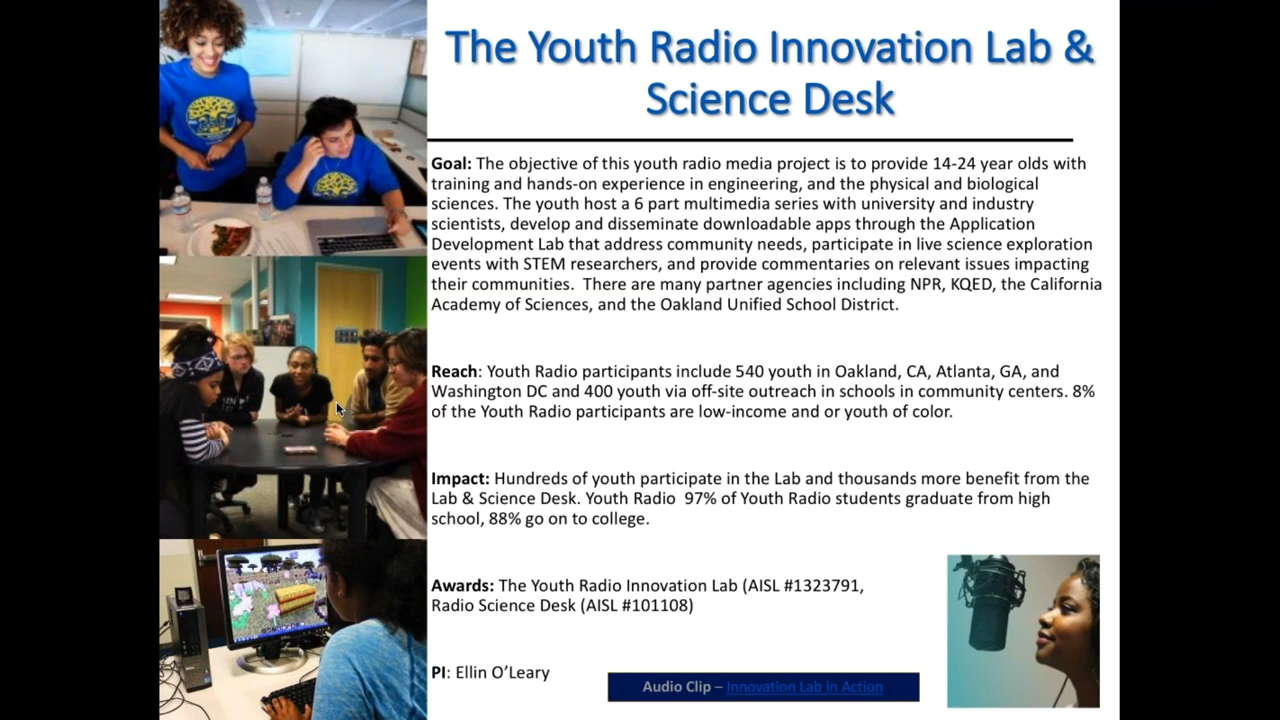 The Youth Radio Innovation Lab &
Science Desk
Goal: The objective of this youth radio media project is to provide 14-24 year olds with
training and hands-on experience in engineering, and the physical and biological
sciences. The youth host a 6 part multimedia series with university and industry
scientists, develop and disseminate downloadable apps through the Application
Development Lab that address community needs, participate in live science exploration
events with STEM researchers, and provide commentaries on relevant issues impacting
their communities.  There are many partner agencies including NPR, KQED, the California
Academy of Sciences, and the Oakland Unified School District.
Reach: Youth Radio participants include 540 youth in Oakland, CA, Atlanta, GA, and
Washington DC and 400 youth via off-site outreach in schools in community centers. 8%
of the Youth Radio participants are low-income and or youth of color.
Impact: Hundreds of youth participate in the Lab and thousands more benefit from the
Lab & Science Desk. Youth Radio  97% of Youth Radio students graduate from high
school, 88% go on to college.
Awards: The Youth Radio Innovation Lab (AISL #1323791,
Radio Science Desk (AISL #101108)
PI: Ellin O’Leary
Audio Clip – Innovation Lab in Action